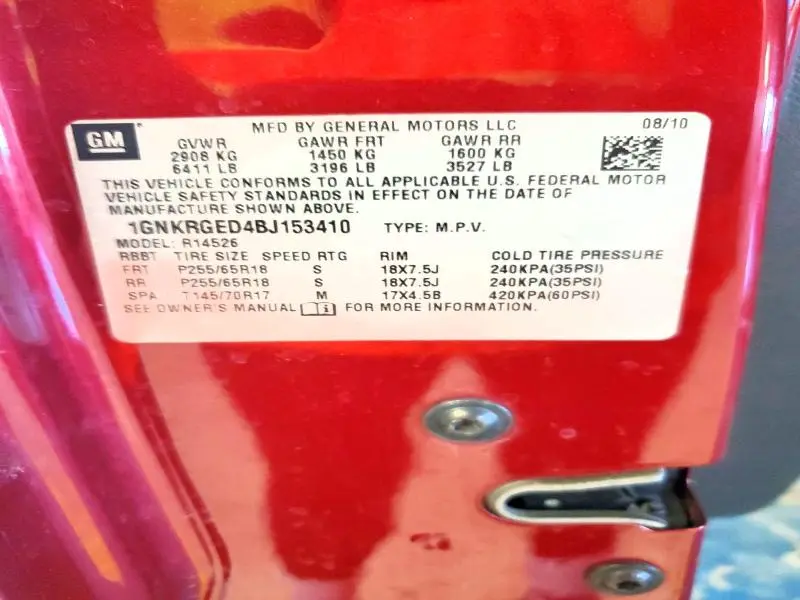 GM
MFD BY GENERAL MOTORS LLC 08/10
GVWR GAWR FRT GAWR RR
2908 KG 1450 KG 1600 KG
6411 LB 3196 LB 3527 LB
THIS VEHICLE CONFORMS TO ALL APPLICABLE U.S. FEDERAL MOTOR
VEHICLE SAFETY STANDARDS IN EFFECT ON THE DATE OF
MANUFACTURE SHOWN ABOVE.
1GNKRGED4BJ153410 TYPE: M.P.V.
MODEL: R14526
RBBT TIRE SIZE SPEED RTG RIM COLD TIRE PRESSURE
FRT P255/65R18 S 18X7.5J 240KPA(35PSI)
RR P255/65R18 S 18X7.5J 240KPA(35PSI)
SPA T145/70R17 M 17X4.5B 420KPA(60PSI)
SEE OWNER'S MANUAL FOR MORE INFORMATION.